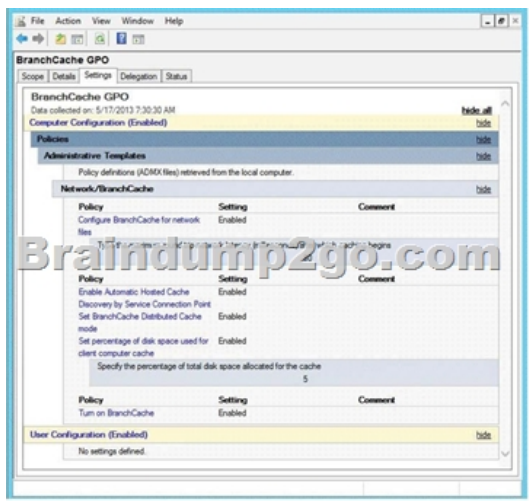 File Action View Window Help
BranchCache GPO
Scope Details Settings Delegation Status
BranchCache GPO
Data collected on: 5/17/2013 7:30:30 AM
hide all
Computer Configuration (Enabled) hide
Policies hide
Administrative Templates hide
Policy definitions (ADMX files) retrieved from the local computer.
Network/BranchCache hide
Policy Setting Comment
Configure BranchCache for network files Enabled
Braindump2go.com
Policy Setting Comment
Enable Automatic Hosted Cache Enabled
Discovery by Service Connection Point
Set BranchCache Distributed Cache Enabled
mode
Set percentage of disk space used for Enabled
client computer cache
Specify the percentage of total disk space allocated for the cache
5
Policy Setting Comment
Turn on BranchCache Enabled
User Configuration (Enabled) hide
No settings defined.